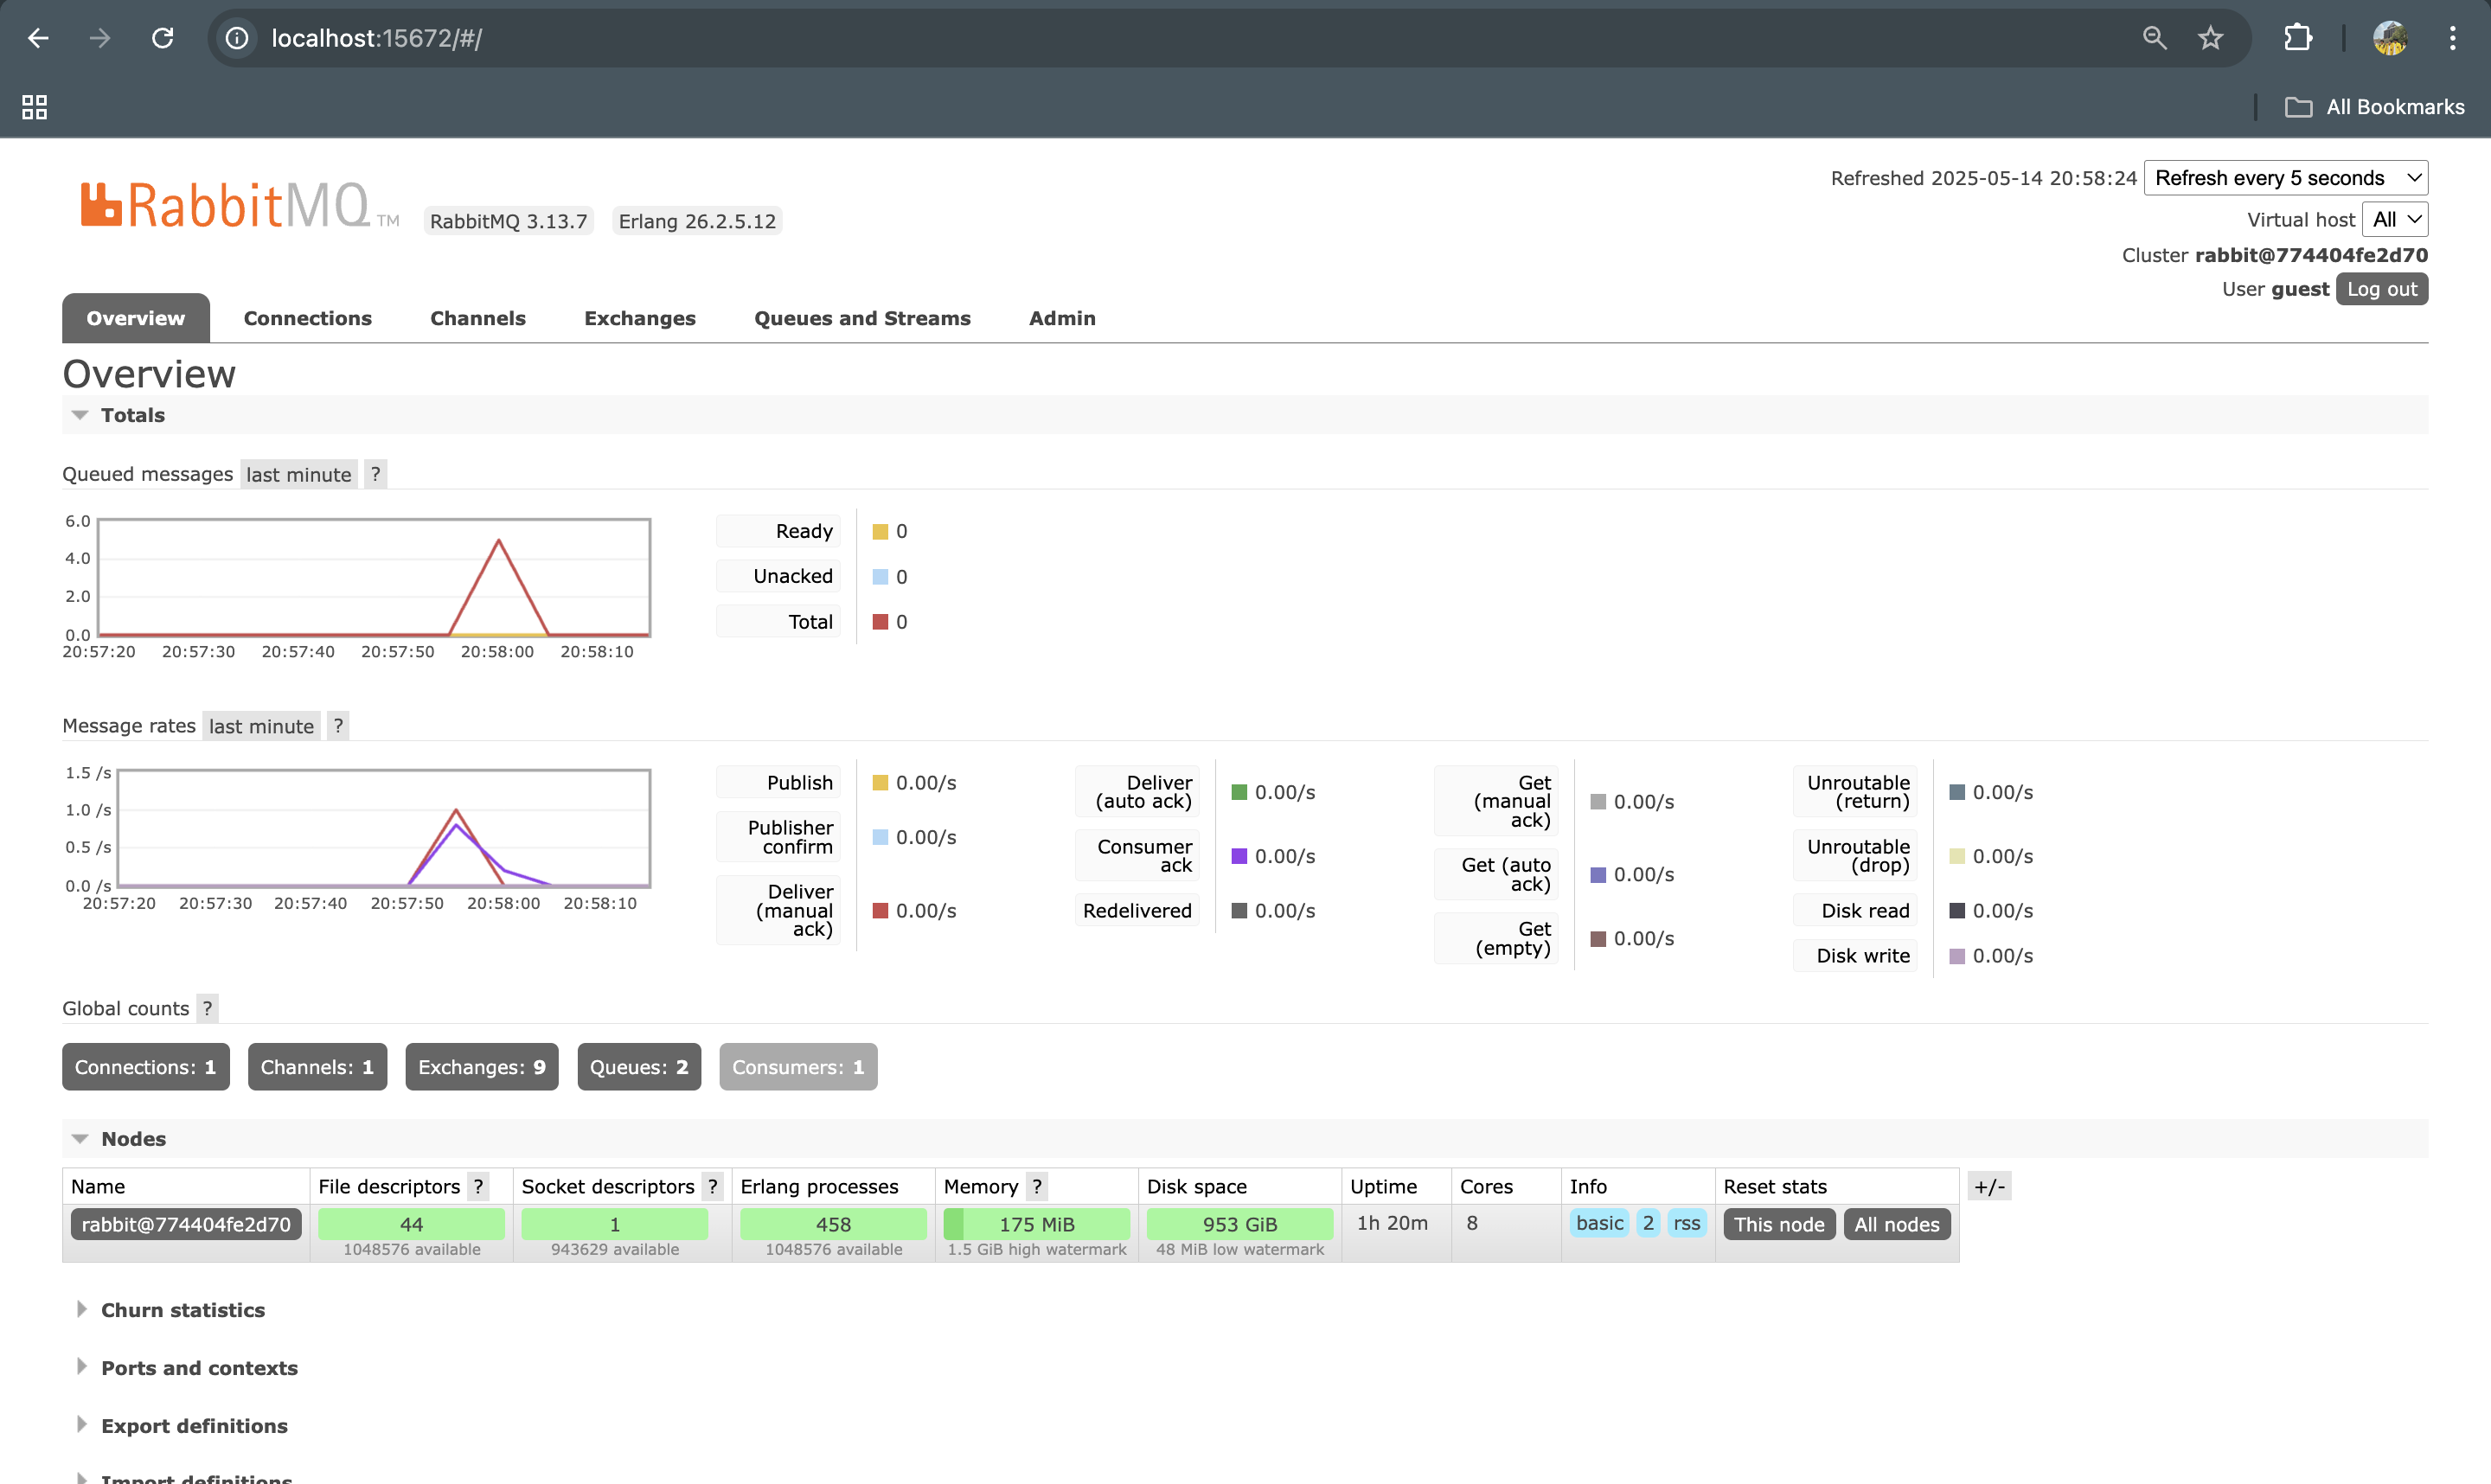 localhost:15672/#/
All Bookmarks
RabbitMQ TM RabbitMQ 3.13.7 Erlang 26.2.5.12
Refreshed 2025-05-14 20:58:24 Refresh every 5 seconds
Virtual host All
Cluster rabbit@774404fe2d70
User guest Log out
Overview Connections Channels Exchanges Queues and Streams Admin
Overview
Totals
Queued messages last minute ?
6.0
4.0
2.0
0.0
20:57:20 20:57:30 20:57:40 20:57:50 20:58:00 20:58:10
Ready 0
Unacked 0
Total 0
Message rates last minute ?
1.5 /s
1.0 /s
0.5 /s
0.0 /s
20:57:20 20:57:30 20:57:40 20:57:50 20:58:00 20:58:10
Publish 0.00/s
Publisher
confirm 0.00/s
Deliver
(manual
ack) 0.00/s
Deliver
(auto ack) 0.00/s
Consumer
ack 0.00/s
Redelivered 0.00/s
Get
(manual
ack) 0.00/s
Get (auto
ack) 0.00/s
Get
(empty) 0.00/s
Unroutable
(return) 0.00/s
Unroutable
(drop) 0.00/s
Disk read 0.00/s
Disk write 0.00/s
Global counts ?
Connections: 1 Channels: 1 Exchanges: 9 Queues: 2 Consumers: 1
Nodes
Name File descriptors ? Socket descriptors ? Erlang processes Memory ? Disk space Uptime Cores Info Reset stats +/-
rabbit@774404fe2d70 44 1 458 175 MiB 953 GiB 1h 20m 8 basic 2 rss This node All nodes
1048576 available 943629 available 1048576 available 1.5 GiB high watermark 48 MiB low watermark
Churn statistics
Ports and contexts
Export definitions
Import definitions